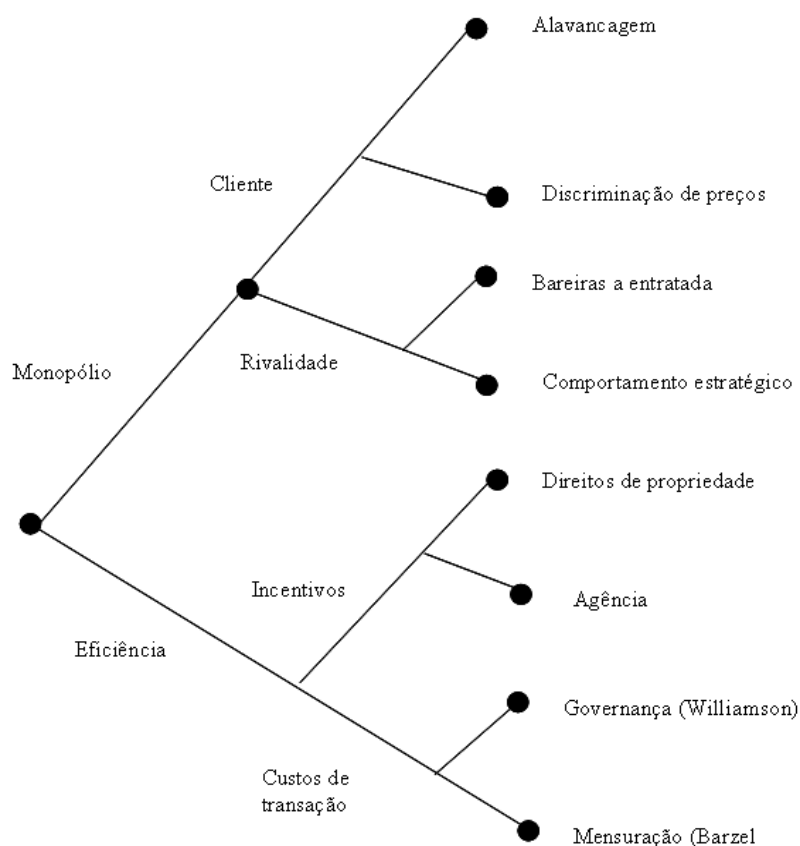 Alavancagem
Cliente
Discriminação de preços
Bareiras a entratada
Rivalidade
Monopólio
Comportamento estratégico
Direitos de propriedade
Incentivos
Agência
Eficiência
Governança (Williamson)
Custos de
transação
Mensuração (Barzel